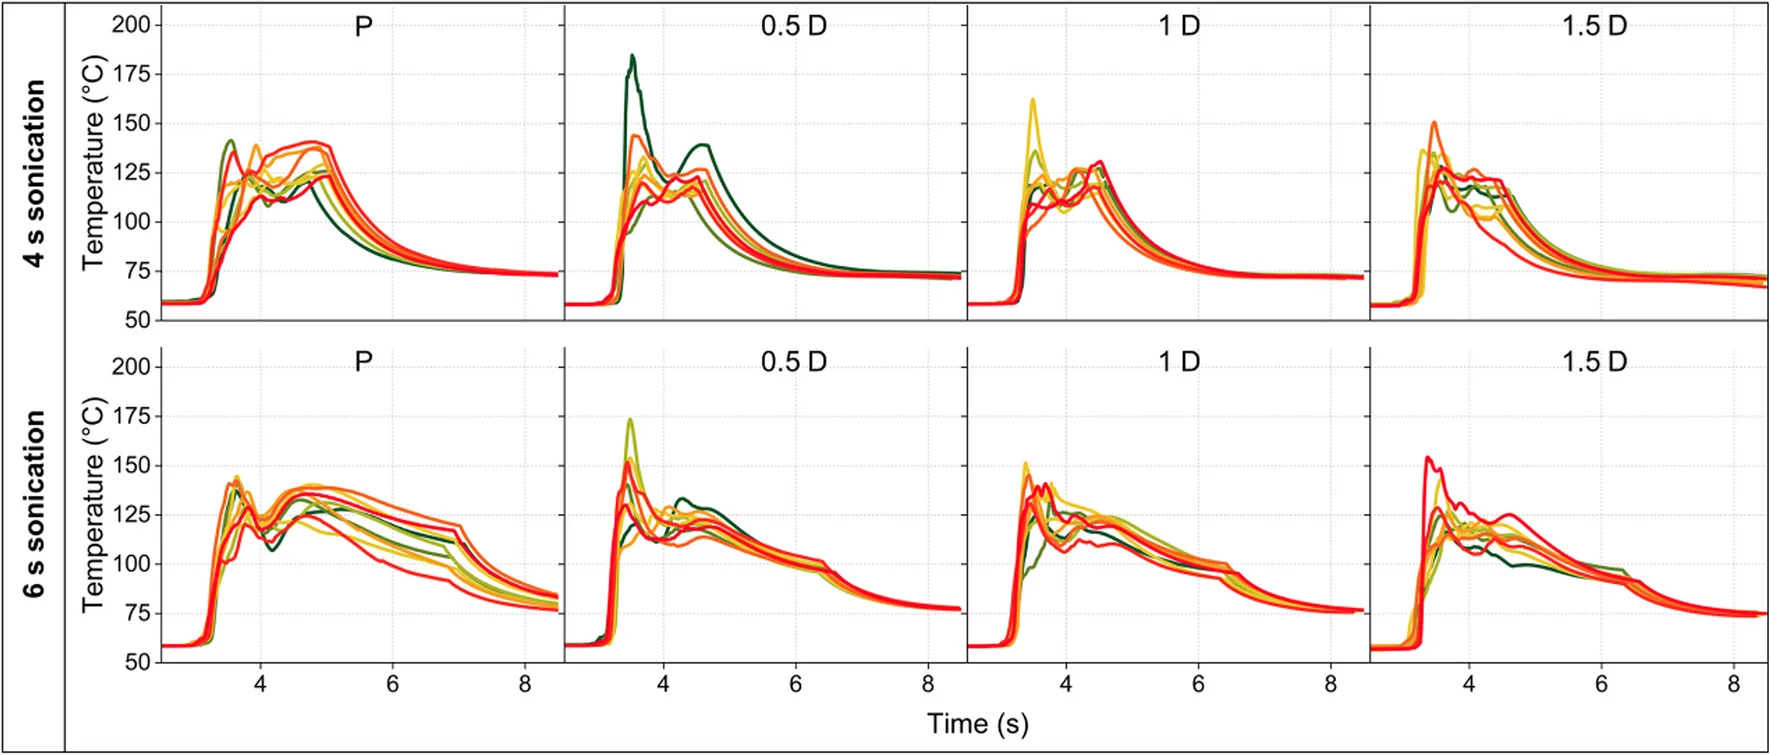 4 s sonication
Temperature (°C)
P
0.5 D
1 D
1.5 D
200
175
150
125
100
75
50
6 s sonication
Temperature (°C)
P
0.5 D
1 D
1.5 D
200
175
150
125
100
75
50
4 6 8 4 6 8 4 6 8 4 6 8
Time (s)